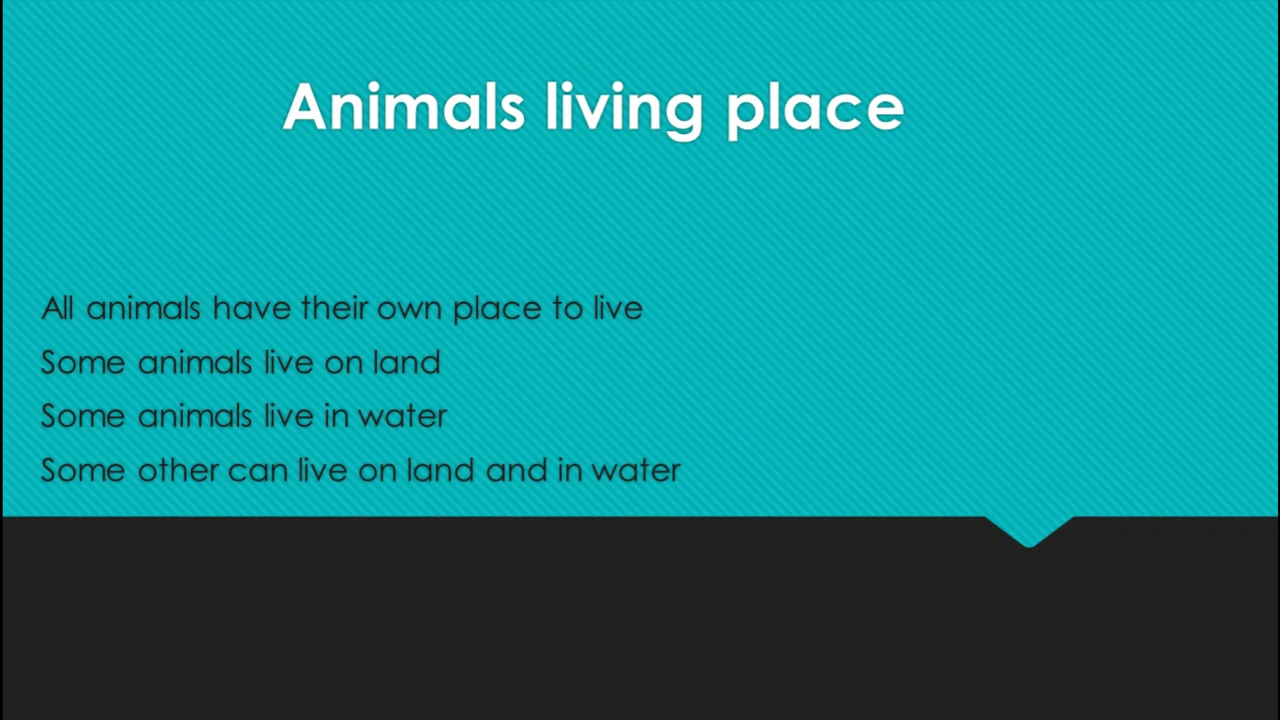 Animals living place
All animals have their own place to live
Some animals live on land
Some animals live in water
Some other can live on land and in water